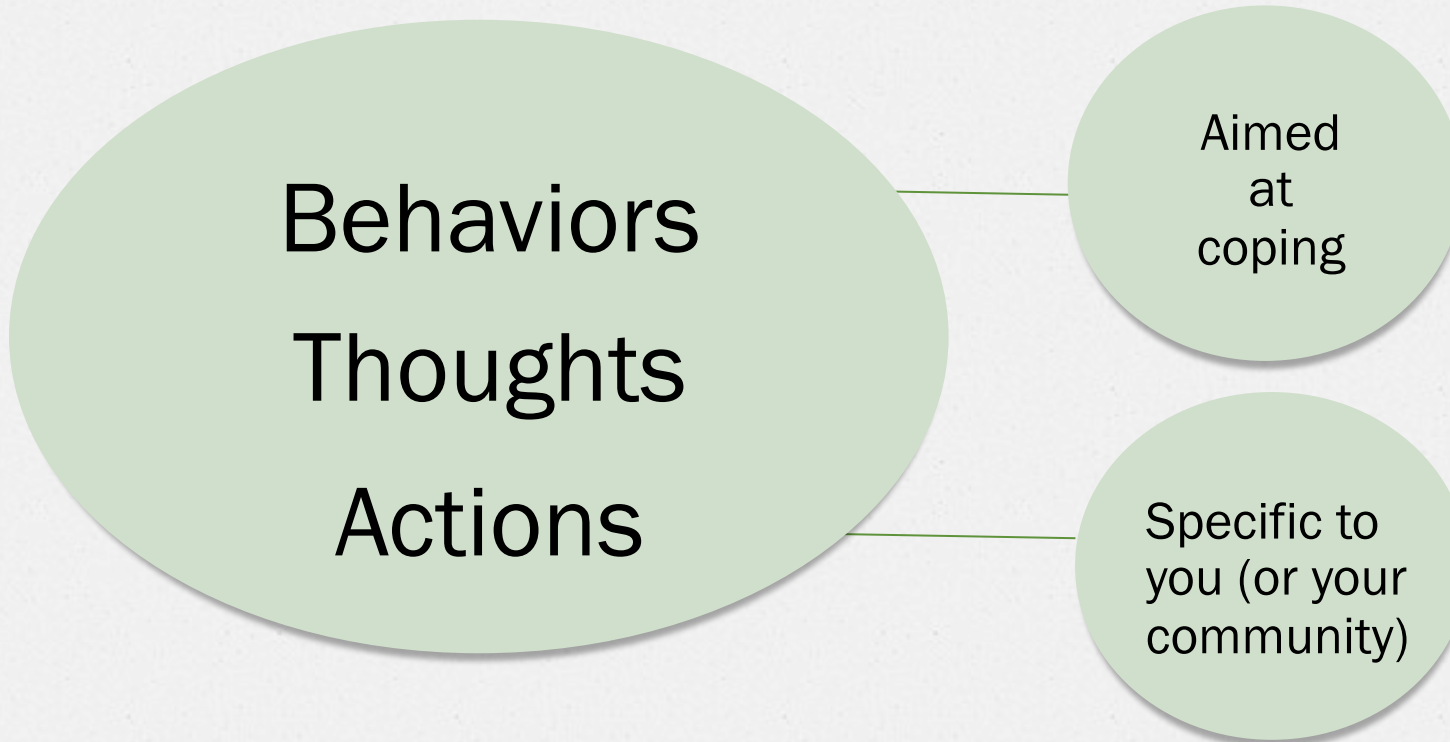 Behaviors
Thoughts
Actions
Aimed
at
coping
Specific to
you (or your
community)